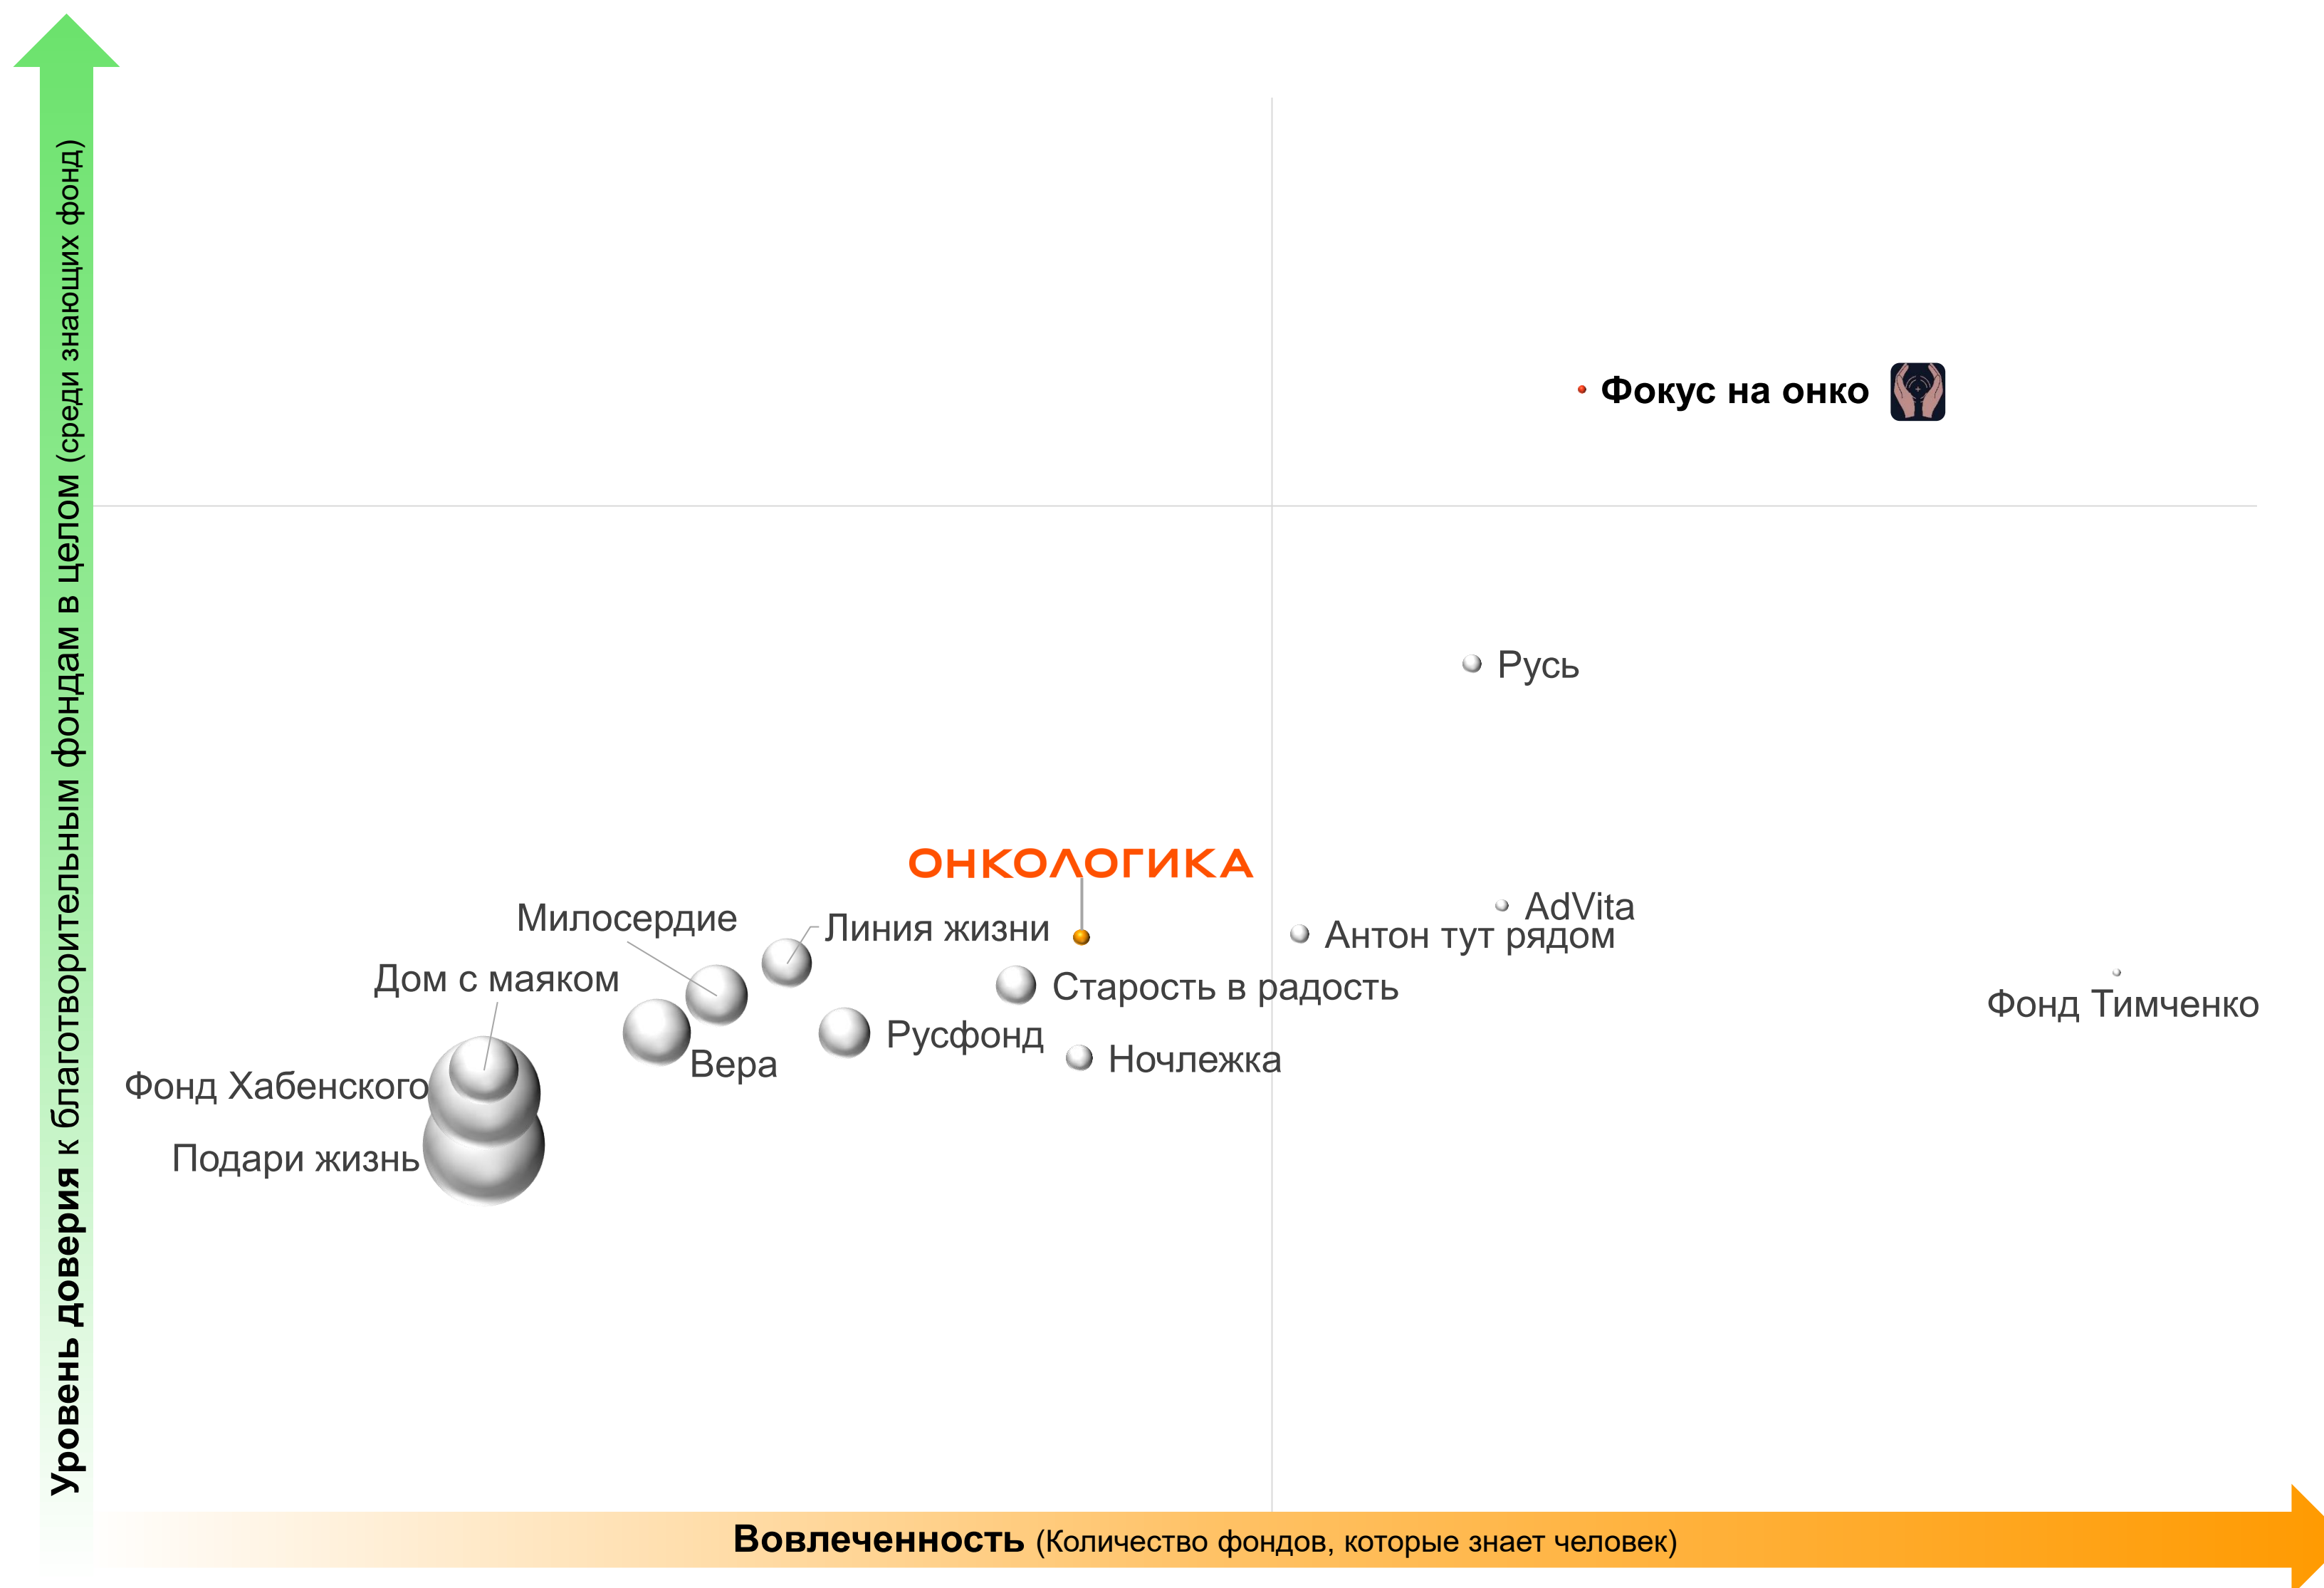 Уровень доверия к благотворительным фондам в целом (среди знающих фонд)
Фокус на онко
Русь
ОНКОЛОГИКА
AdVita
Милосердие
Линия жизни
Антон тут рядом
Дом с маяком
Старость в радость
Фонд Тимченко
Русфонд
Вера
Ночлежка
Фонд Хабенского
Подари жизнь
Вовлеченность (Количество фондов, которые знает человек)